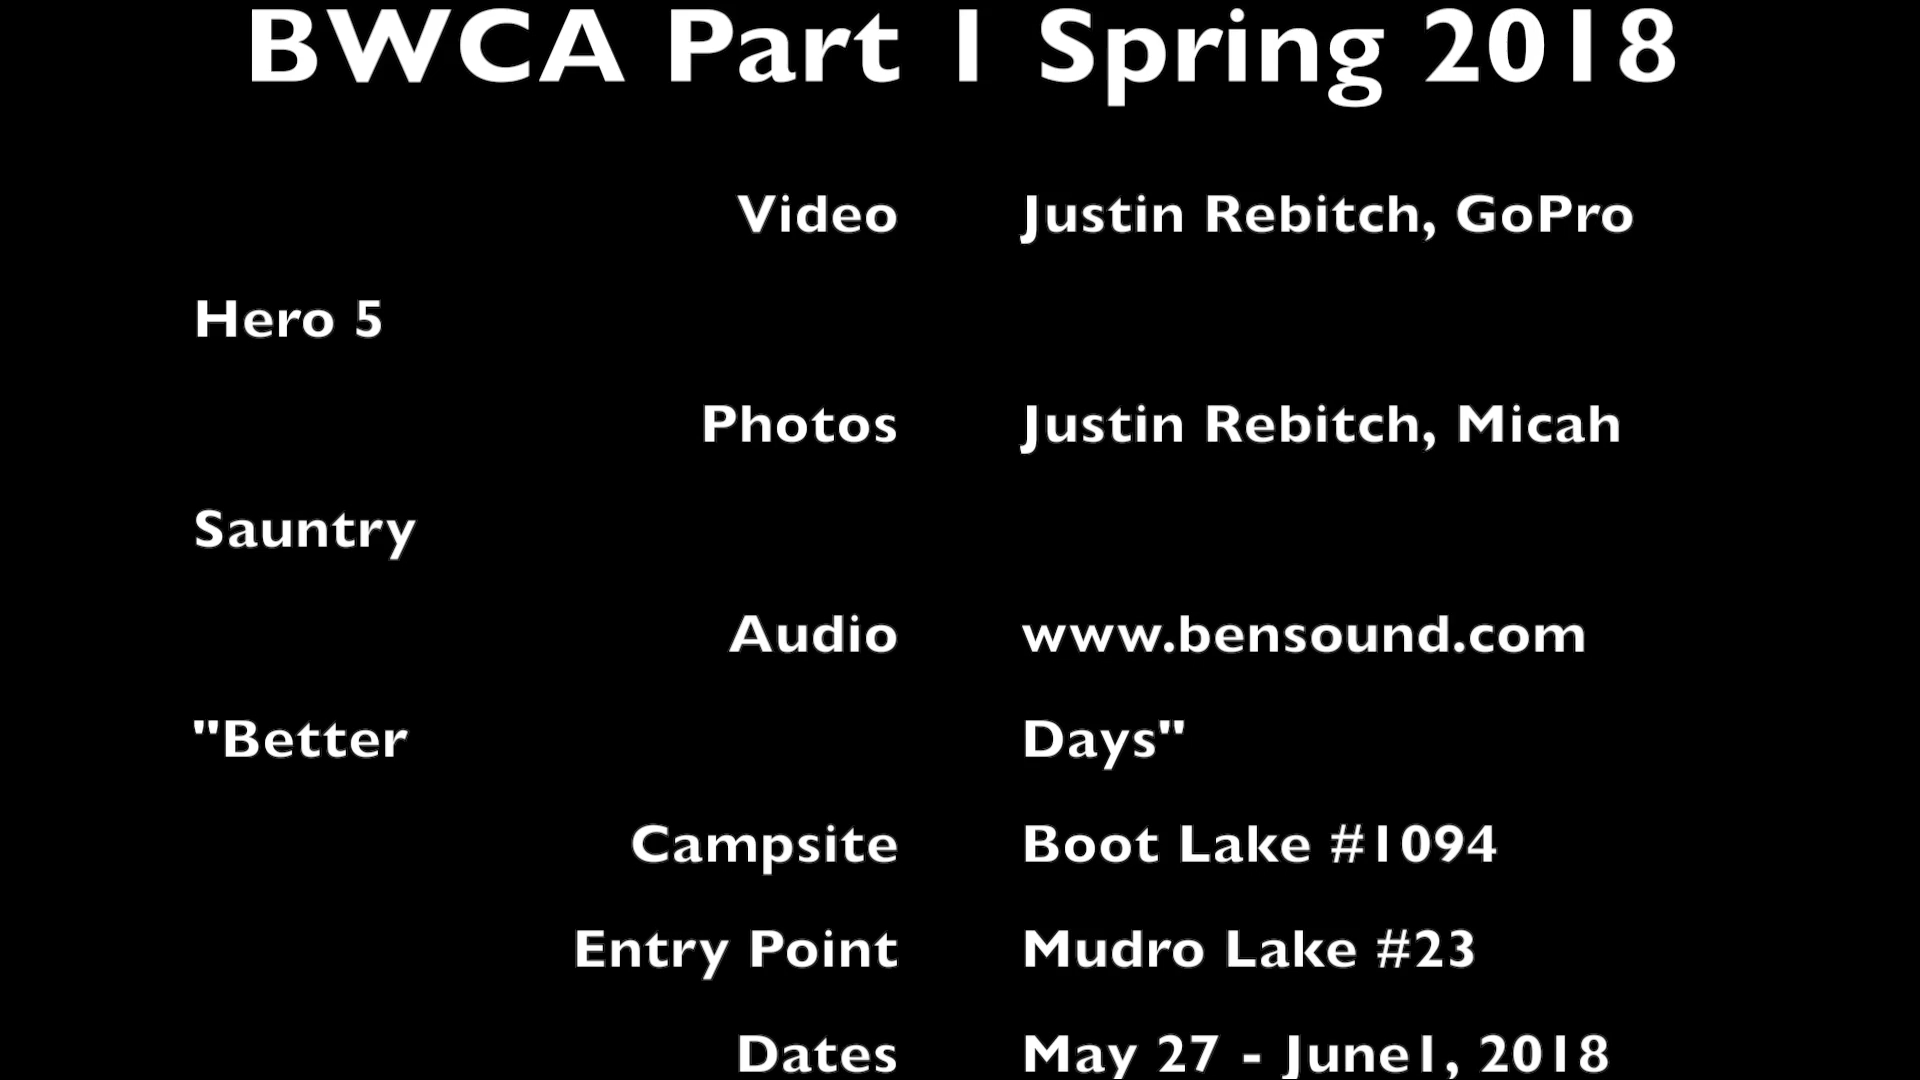 BWCA Part 1 Spring 2018
Video Justin Rebitch, GoPro
Hero 5
Photos Justin Rebitch, Micah
Sauntry
Audio www.bensound.com
"Better Days"
Campsite Boot Lake #1094
Entry Point Mudro Lake #23
Dates May 27 - June1, 2018